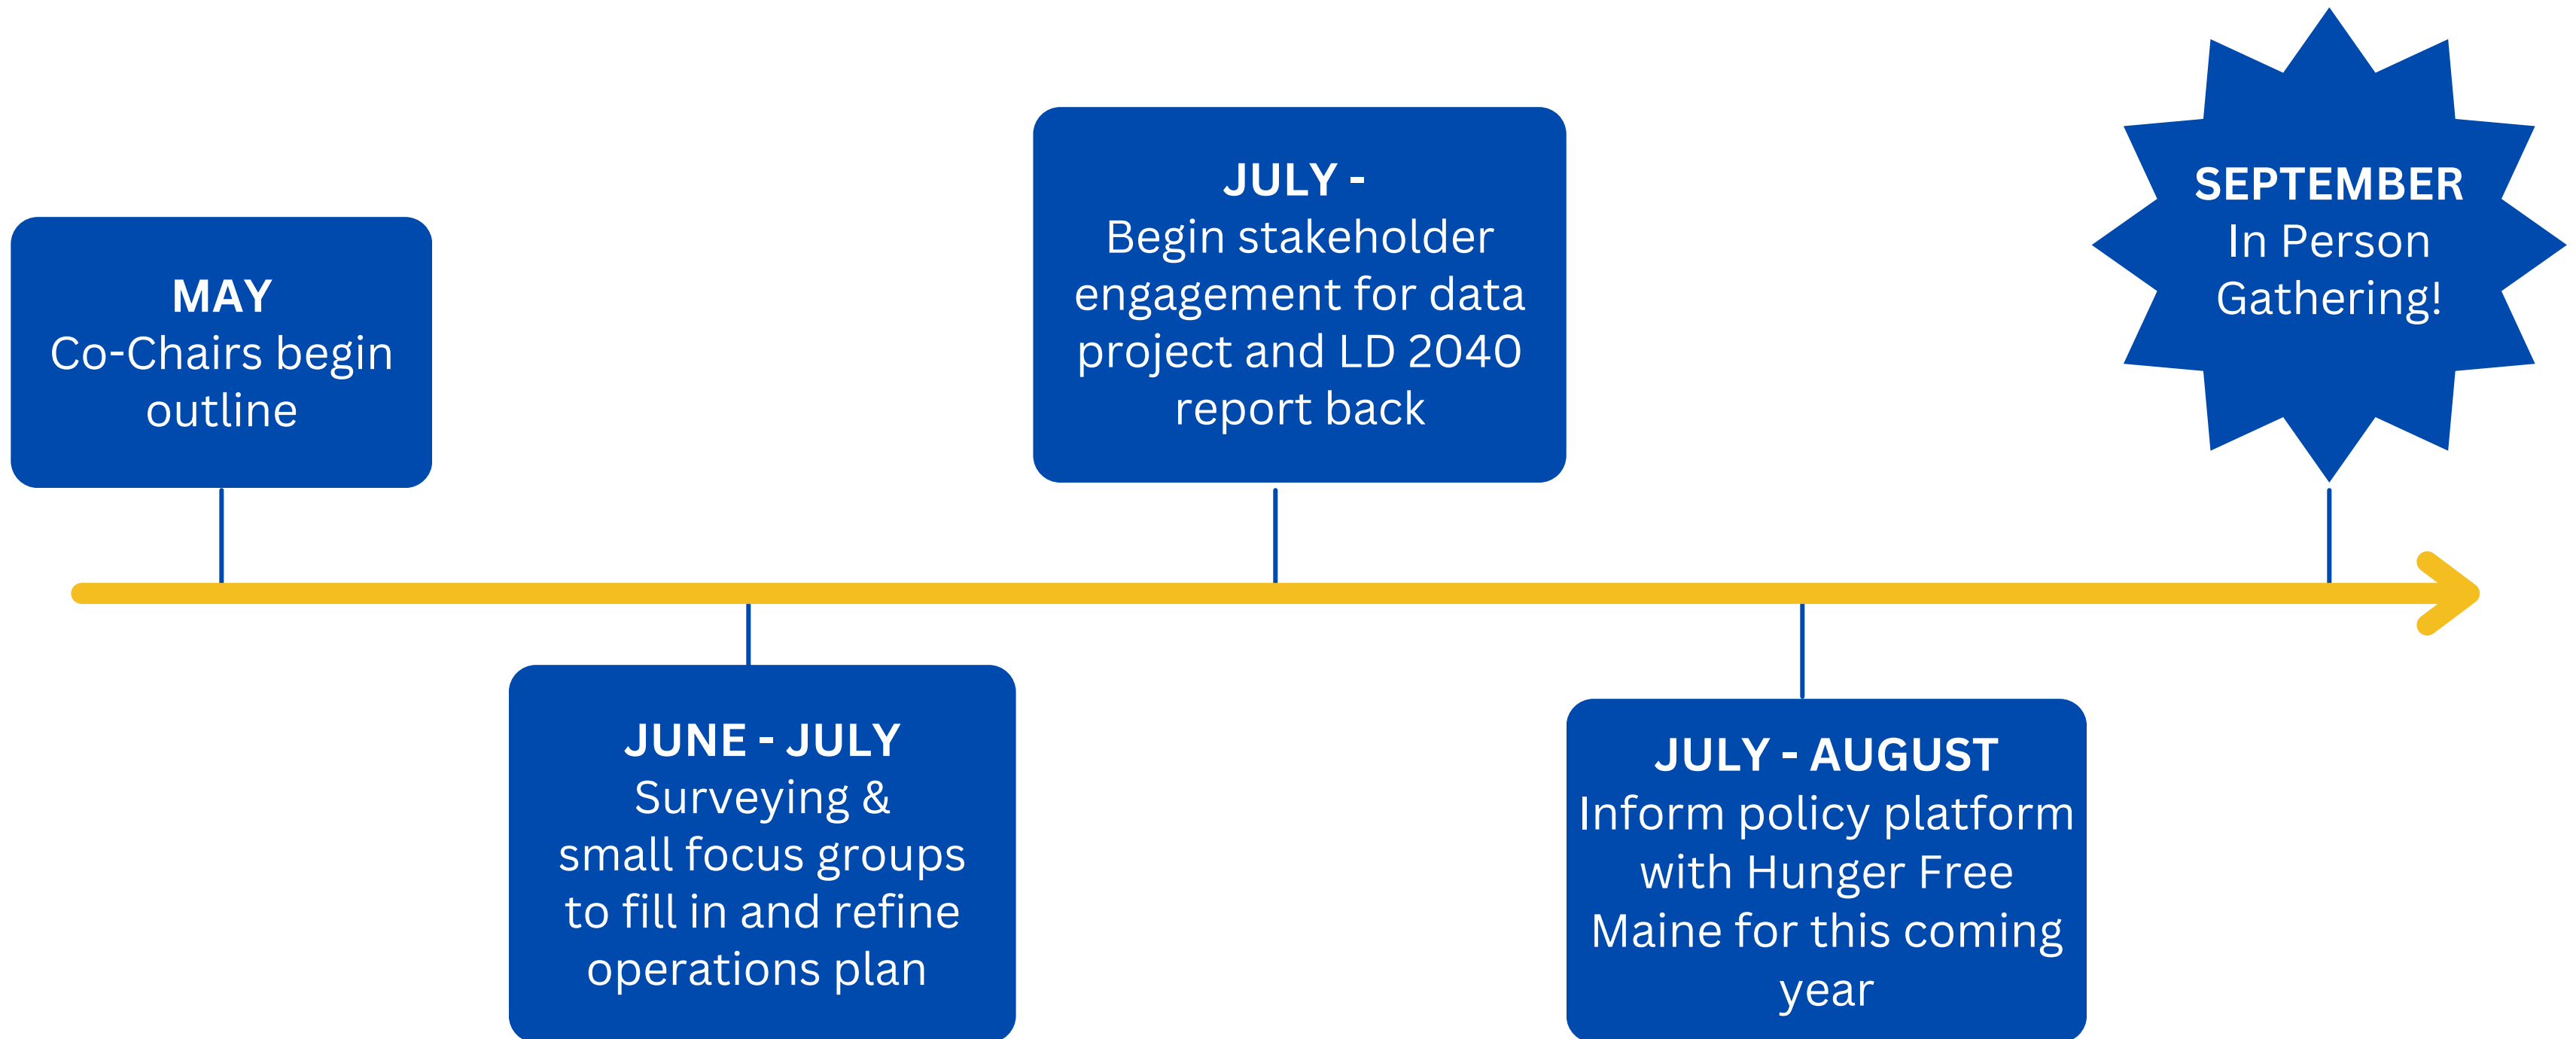 MAY
Co-Chairs begin
outline
JUNE - JULY
Surveying &
small focus groups
to fill in and refine
operations plan
JULY -
Begin stakeholder
engagement for data
project and LD 2040
report back
JULY - AUGUST
Inform policy platform
with Hunger Free
Maine for this coming
year
SEPTEMBER
In Person
Gathering!